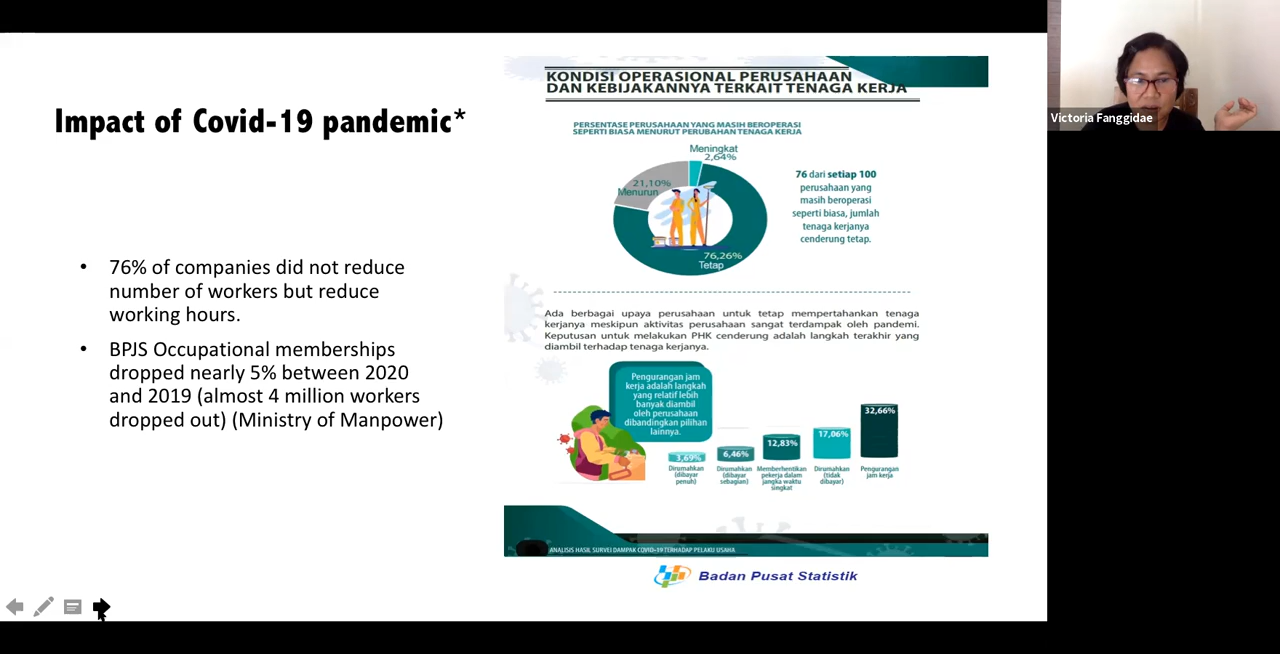 Impact of Covid-19 pandemic*
• 76% of companies did not reduce
number of workers but reduce
working hours.
• BPJS Occupational memberships
dropped nearly 5% between 2020
and 2019 (almost 4 million workers
dropped out) (Ministry of Manpower)
KONDISI OPERASIONAL PERUSAHAAN
DAN KEBIJAKANNYA TERKAIT TENAGA KERJA
PERSENTASE PERUSAHAAN YANG MASIH BEROPERASI
SEPERTI BIASA MENURUT PERUBAHAN TENAGA KERJA
Meningkat
2,64%
21,10%
Menurun
76,26%
Tetap
76 dari setiap 100
perusahaan yang
masih beroperasi
seperti biasa, jumlah
tenaga kerjanya
cenderung tetap.
Ada berbagai upaya perusahaan untuk tetap mempertahankan tenaga
kerjanya meskipun aktivitas perusahaan sangat terdampak oleh pandemi.
Keputusan untuk melakukan PHK cenderung adalah langkah terakhir yang
diambil terhadap tenaga kerjanya.
Pengurangan jam
kerja adalah langkah
yang relatif lebih
banyak diambil
oleh perusahaan
dibandingkan pilihan
lainnya.
3,69%
Dirumahkan
(dibayar
penuh)
6,46%
Dirumahkan
(dibayar
sebagian)
12,83%
Memberhentikan
pekerja dalam
jangka waktu
singkat
17,06%
Dirumahkan
(tidak
dibayar)
32,66%
Pengurangan
jam kerja
ANALISIS HASIL SURVEI DAMPAK COVID-19 TERHADAP PELAKU USAHA
Badan Pusat Statistik
Victoria Fanggidae